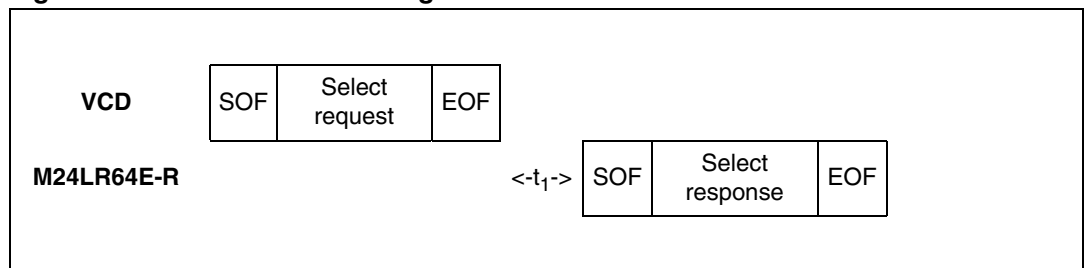 VCD SOF Select request EOF
M24LR64E-R <-t1-> SOF Select response EOF